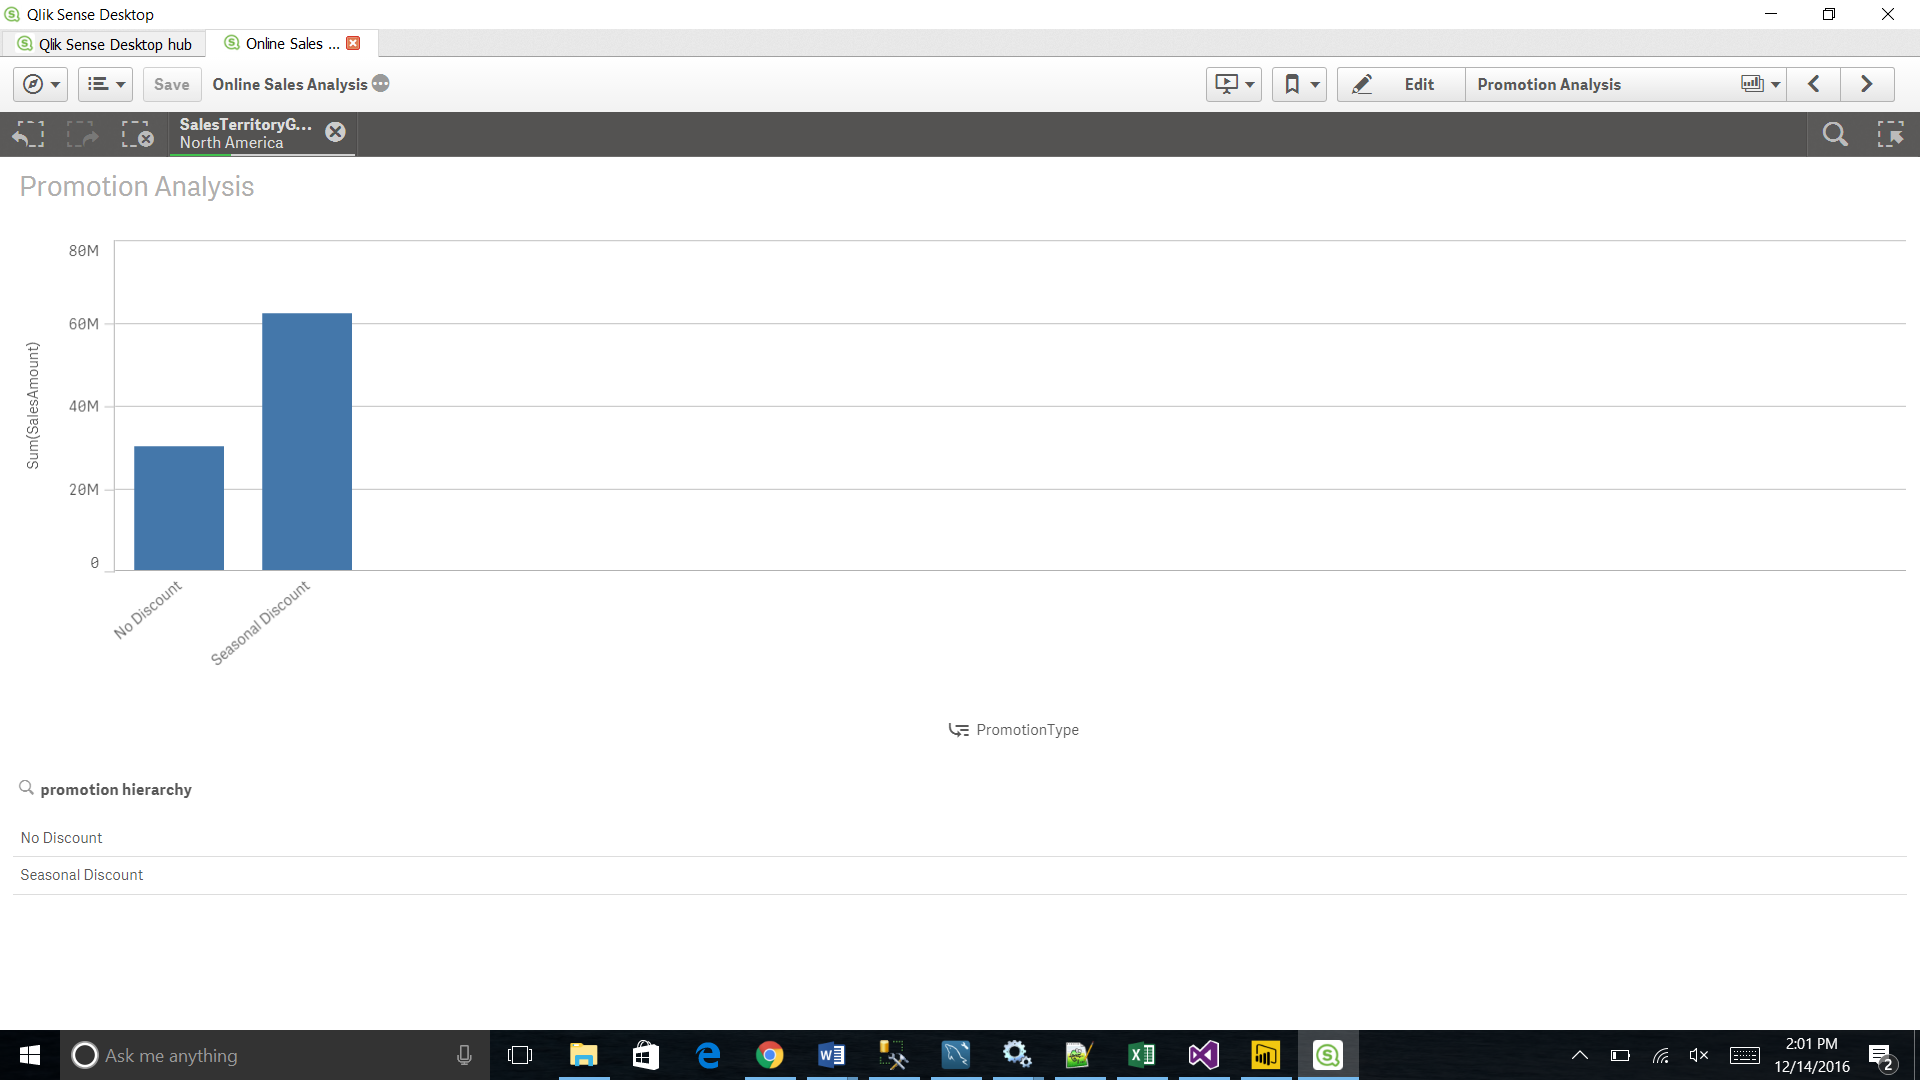 Qlik Sense Desktop
Qlik Sense Desktop hub
Online Sales ...
Save
Online Sales Analysis
Edit
Promotion Analysis
SalesTerritoryG...
North America
Promotion Analysis
80M
60M
40M
20M
0
Sum(SalesAmount)
No Discount
Seasonal Discount
PromotionType
promotion hierarchy
No Discount
Seasonal Discount
Ask me anything
2:01 PM
12/14/2016
2